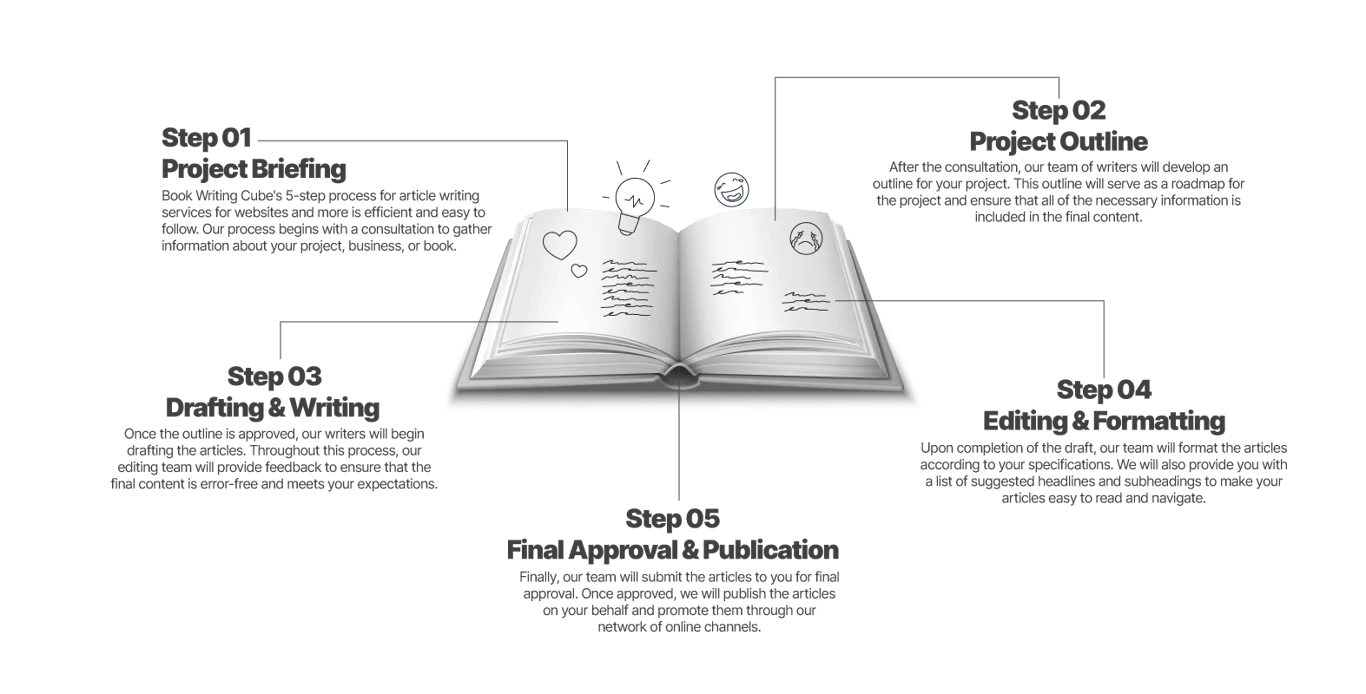 Step 01
Project Briefing
Book Writing Cube's 5-step process for article writing
services for websites and more is efficient and easy to
follow. Our process begins with a consultation to gather
information about your project, business, or book.
Step 02
Project Outline
After the consultation, our team of writers will develop an
outline for your project. This outline will serve as a roadmap for
the project and ensure that all of the necessary information is
included in the final content.
Step 03
Drafting & Writing
Once the outline is approved, our writers will begin
drafting the articles. Throughout this process, our
editing team will provide feedback to ensure that the
final content is error-free and meets your expectations.
Step 04
Editing & Formatting
Upon completion of the draft, our team will format the articles
according to your specifications. We will also provide you with
a list of suggested headlines and subheadings to make your
articles easy to read and navigate.
Step 05
Final Approval & Publication
Finally, our team will submit the articles to you for final
approval. Once approved, we will publish the articles
on your behalf and promote them through our
network of online channels.